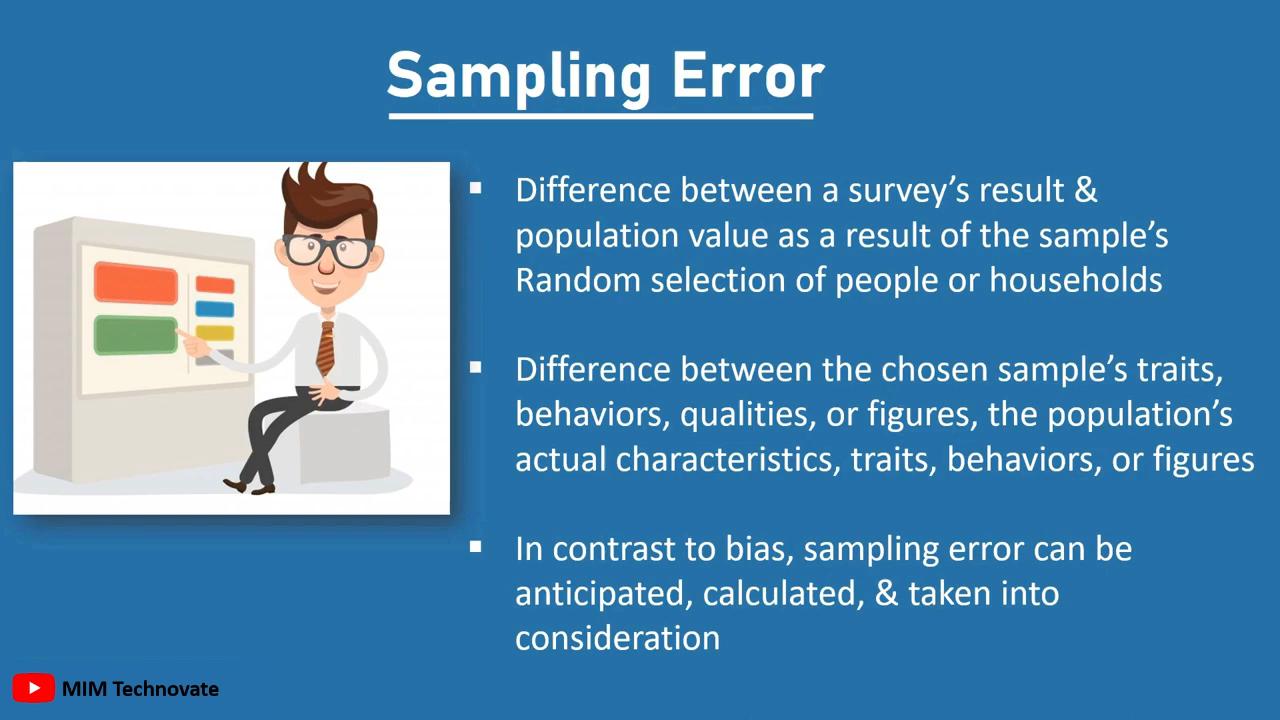 Sampling Error
▪ Difference between a survey’s result &
population value as a result of the sample’s
Random selection of people or households
▪ Difference between the chosen sample’s traits,
behaviors, qualities, or figures, the population’s
actual characteristics, traits, behaviors, or figures
▪ In contrast to bias, sampling error can be
anticipated, calculated, & taken into
consideration
MIM Technovate